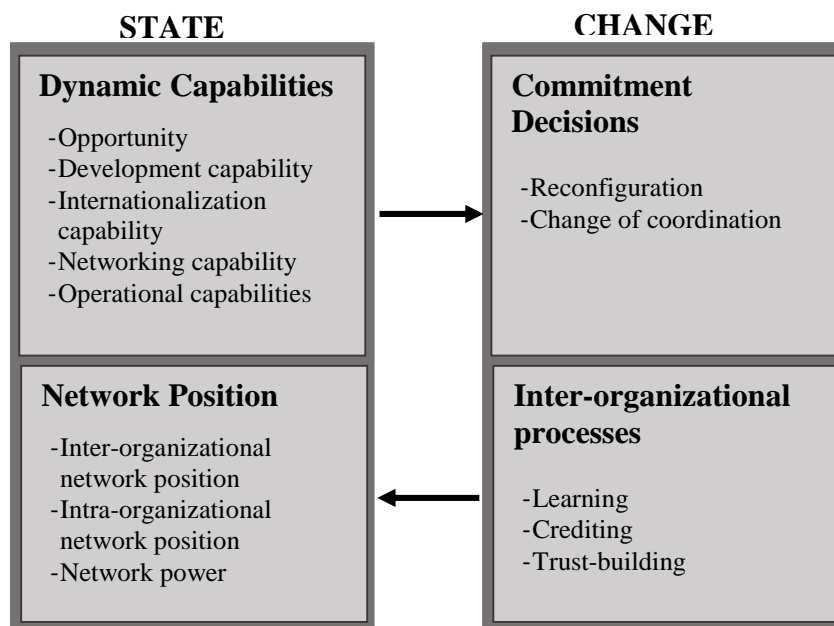 STATE
Dynamic Capabilities
-Opportunity
-Development capability
-Internationalization
capability
-Networking capability
-Operational capabilities
Network Position
-Inter-organizational
network position
-Intra-organizational
network position
-Network power
CHANGE
Commitment
Decisions
-Reconfiguration
-Change of coordination
Inter-organizational
processes
-Learning
-Crediting
-Trust-building